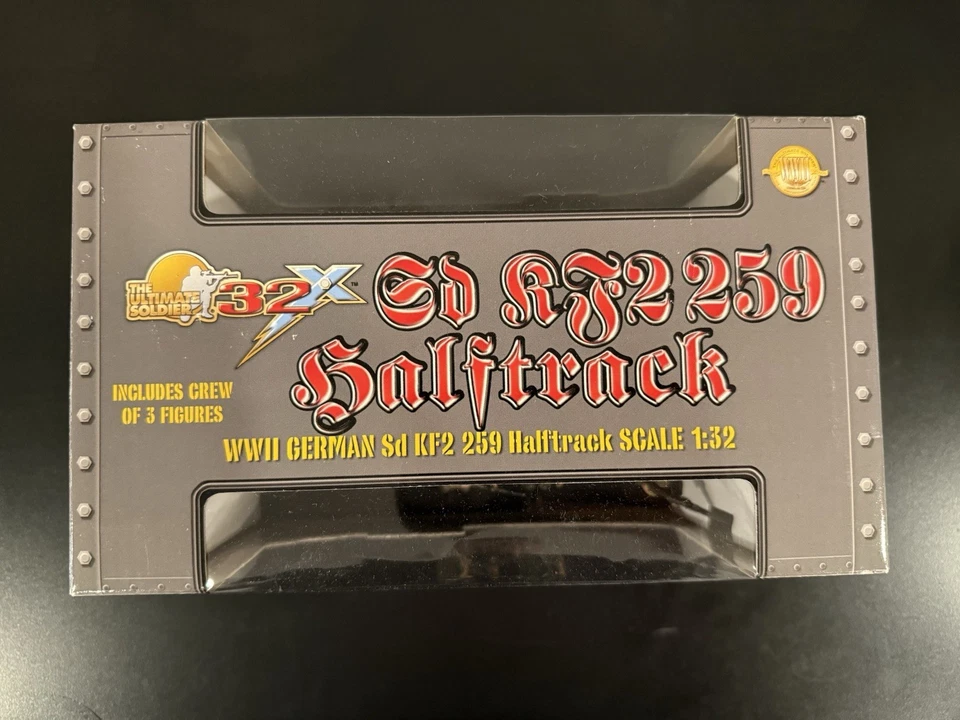 THE
ULTIMATE
SOLDIER
32X™
Sd KF2 259
Halftrack
INCLUDES CREW
OF 3 FIGURES
WWII GERMAN Sd KF2 259 Halftrack SCALE 1:32